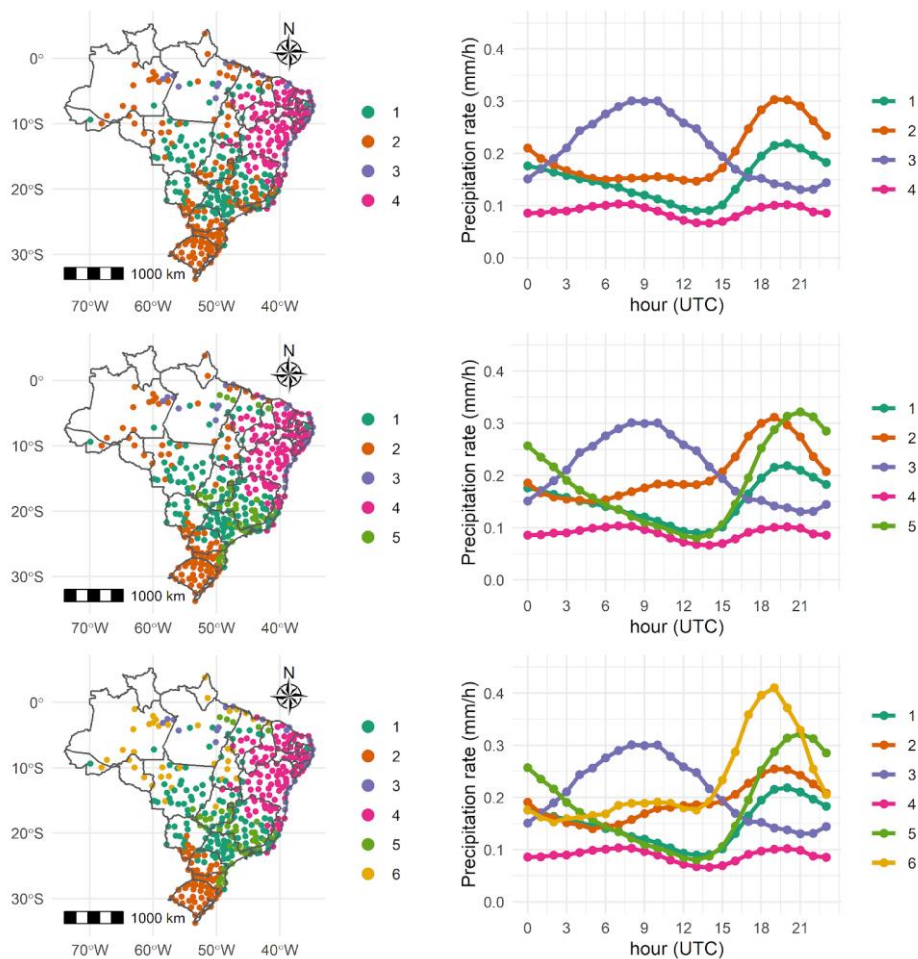 N
0°
10°S
20°S
30°S
1000 km
70°W 60°W 50°W 40°W
1
2
3
4
Precipitation rate (mm/h)
0.4
0.3
0.2
0.1
0.0
0 3 6 9 12 15 18 21
hour (UTC)
1
2
3
4
N
0°
10°S
20°S
30°S
1000 km
70°W 60°W 50°W 40°W
1
2
3
4
5
Precipitation rate (mm/h)
0.4
0.3
0.2
0.1
0.0
0 3 6 9 12 15 18 21
hour (UTC)
1
2
3
4
5
N
0°
10°S
20°S
30°S
1000 km
70°W 60°W 50°W 40°W
1
2
3
4
5
6
Precipitation rate (mm/h)
0.4
0.3
0.2
0.1
0.0
0 3 6 9 12 15 18 21
hour (UTC)
1
2
3
4
5
6